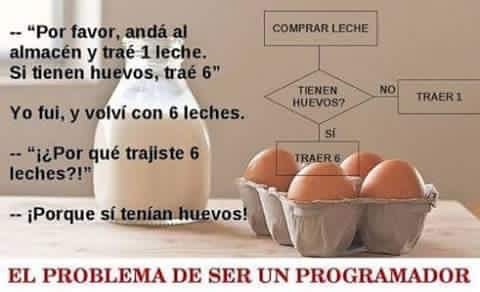 -- “Por favor, andá al
almacén y traé 1 leche.
Si tienen huevos, traé 6”
Yo fui, y volví con 6 leches.
-- “¡¿Por qué trajiste 6
leches?!”
-- ¡Porque sí tenían huevos!
COMPRAR LECHE
TIENEN
HUEVOS?
NO
TRAER 1
SÍ
TRAER 6
EL PROBLEMA DE SER UN PROGRAMADOR